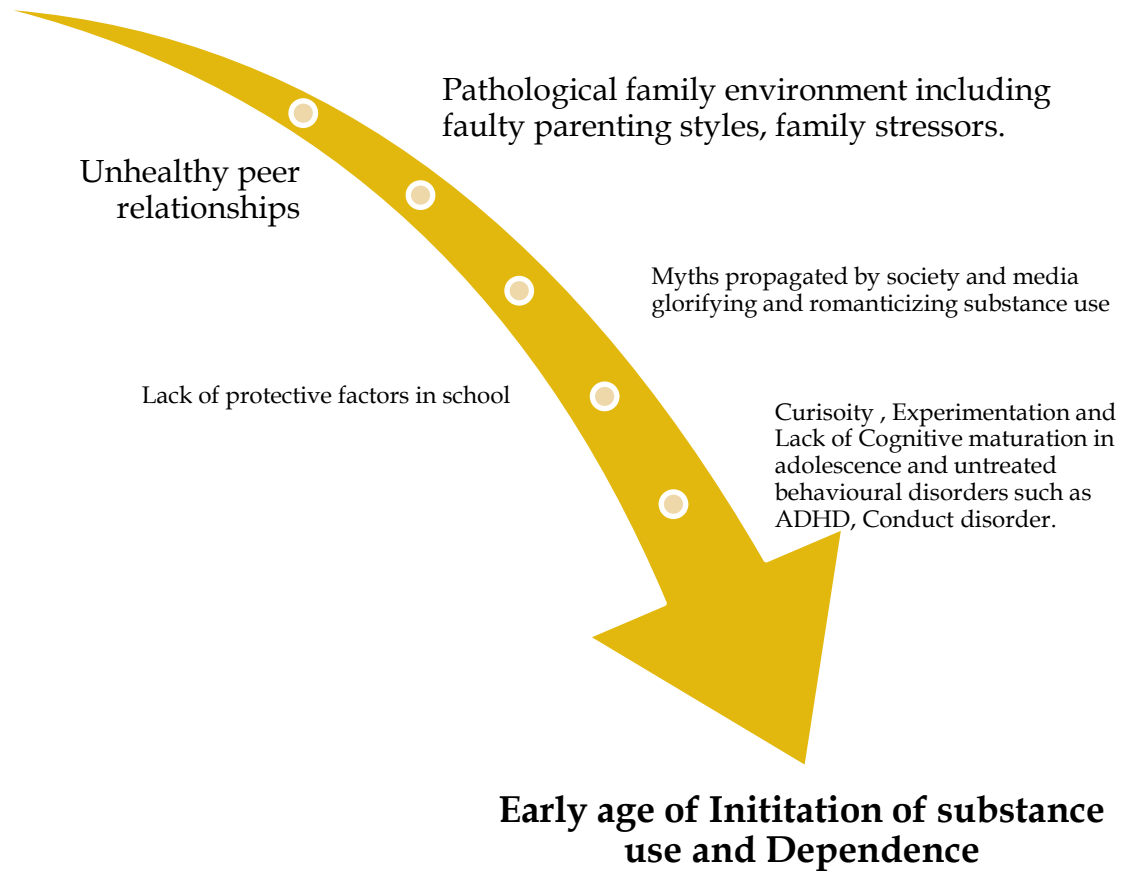 Pathological family environment including
faulty parenting styles, family stressors.
Unhealthy peer
relationships
Myths propagated by society and media
glorifying and romanticizing substance use
Lack of protective factors in school
Curisoity , Experimentation and
Lack of Cognitive maturation in
adolescence and untreated
behavioural disorders such as
ADHD, Conduct disorder.
Early age of Inititation of substance
use and Dependence